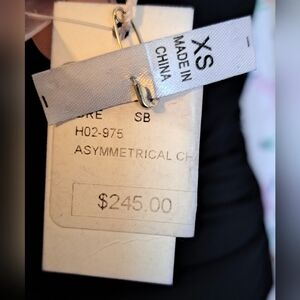 XS
MADE IN
CHINA
SB
H02-975
ASYMMETRICAL
$245.00